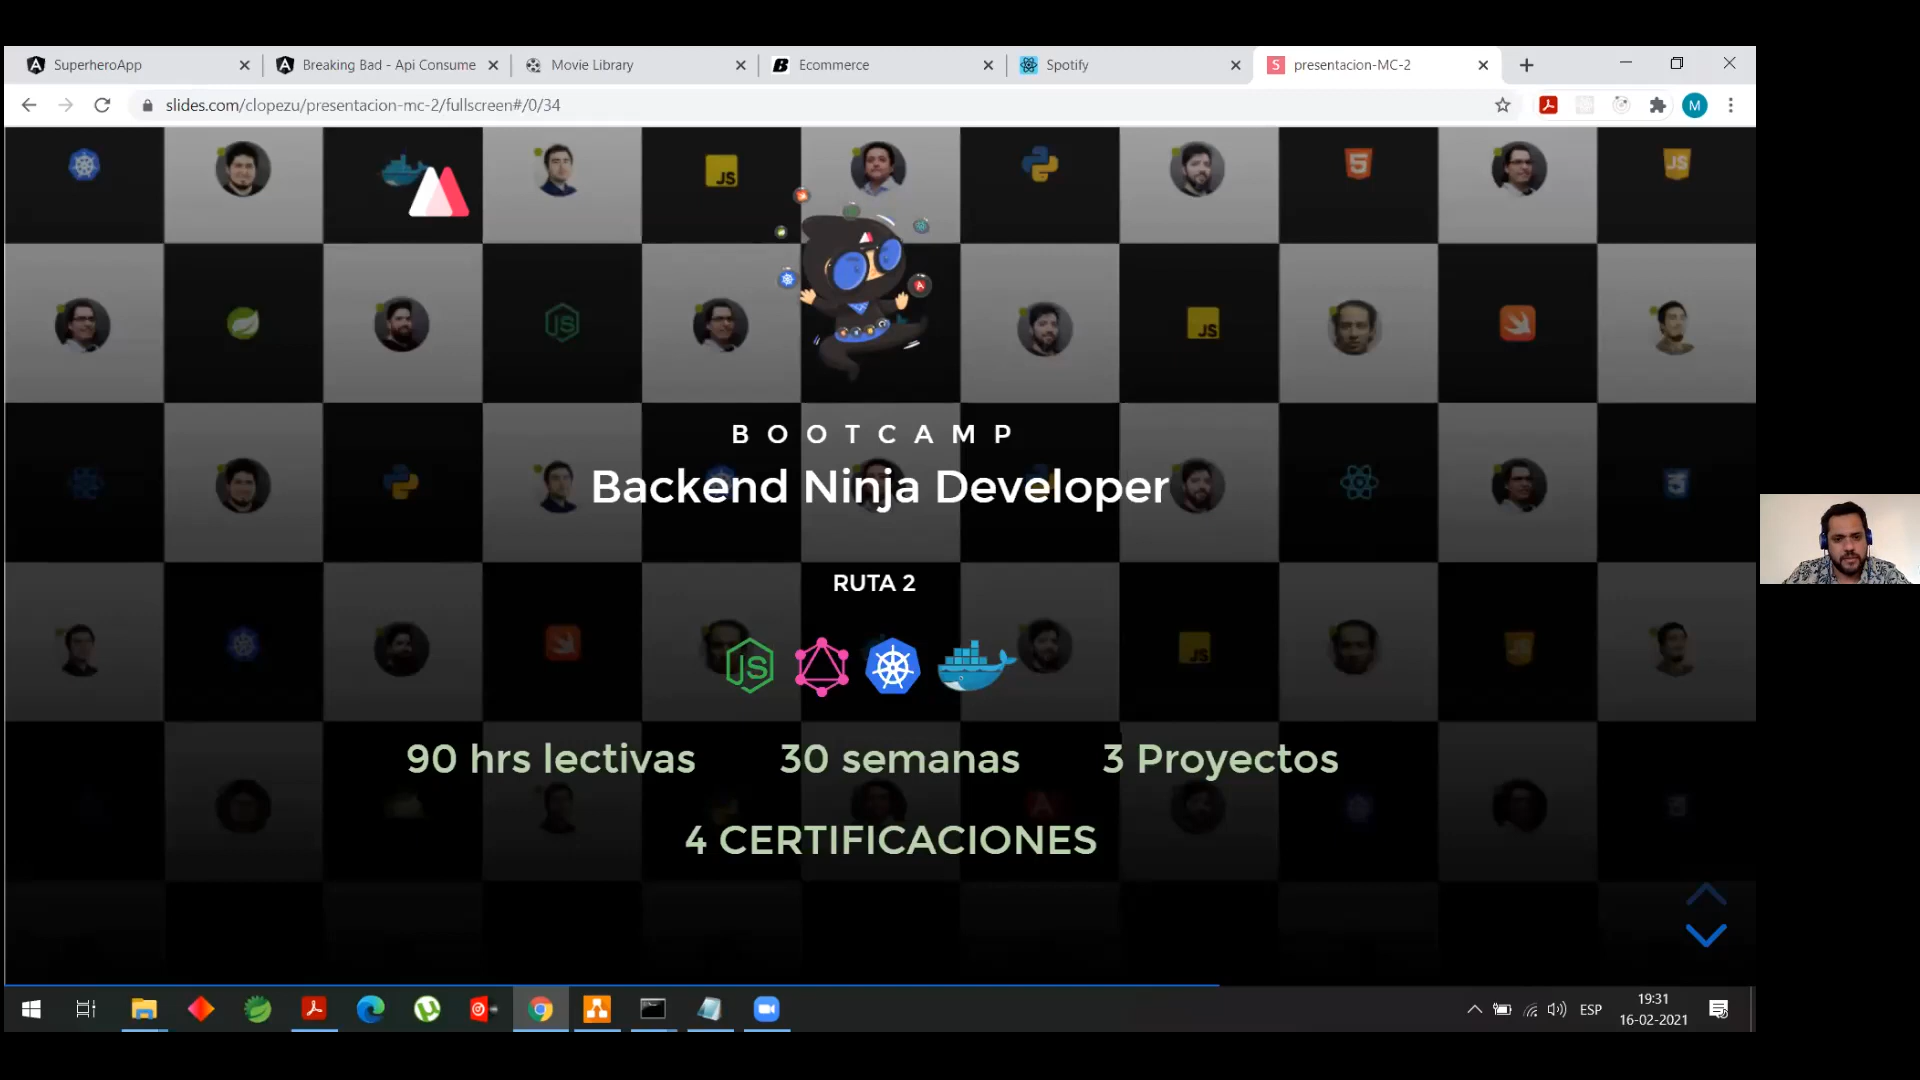 SuperheroApp
Breaking Bad - Api Consume
Movie Library
Ecommerce
Spotify
presentacion-MC-2
slides.com/clopezu/presentacion-mc-2/fullscreen#/0/34
M
BOOTCAMP
Backend Ninja Developer
RUTA 2
90 hrs lectivas 30 semanas 3 Proyectos
4 CERTIFICACIONES
ESP
19:31
16-02-2021